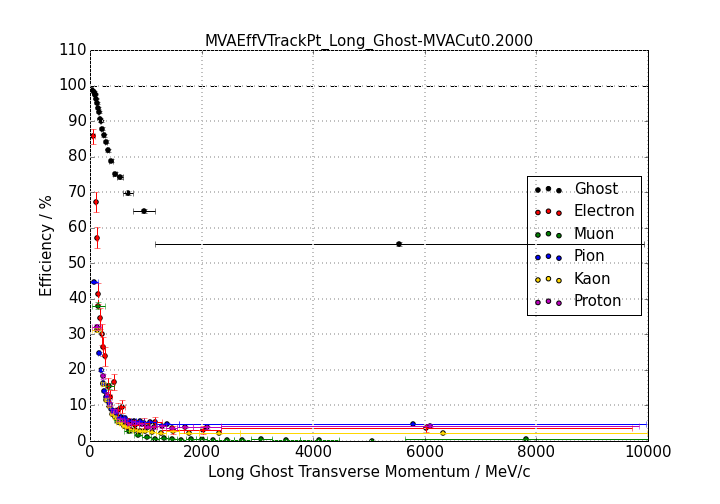 MVAEffVTrackPt_Long_Ghost-MVACut0.2000
110
100
90
80
70
60
50
40
30
20
10
0
Efficiency / %
Ghost
Electron
Muon
Pion
Kaon
Proton
0 2000 4000 6000 8000 10000
Long Ghost Transverse Momentum / MeV/c